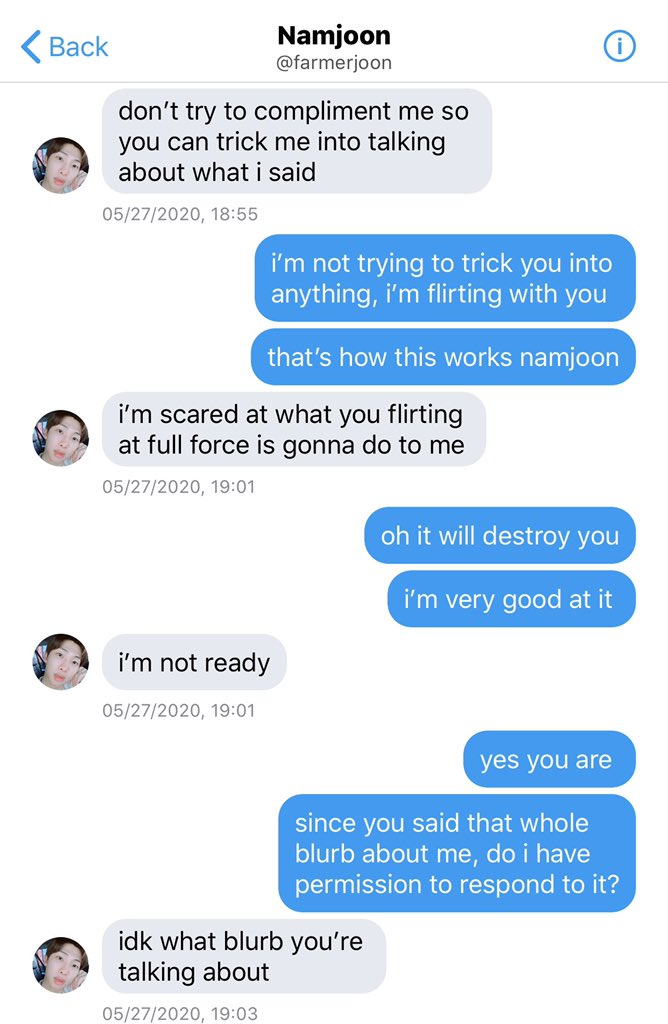 Back
Namjoon
@farmerjoon
don’t try to compliment me so
you can trick me into talking
about what i said
05/27/2020, 18:55
i’m not trying to trick you into
anything, i’m flirting with you
that’s how this works namjoon
i’m scared at what you flirting
at full force is gonna do to me
05/27/2020, 19:01
oh it will destroy you
i’m very good at it
i’m not ready
05/27/2020, 19:01
yes you are
since you said that whole
blurb about me, do i have
permission to respond to it?
idk what blurb you’re
talking about
05/27/2020, 19:03